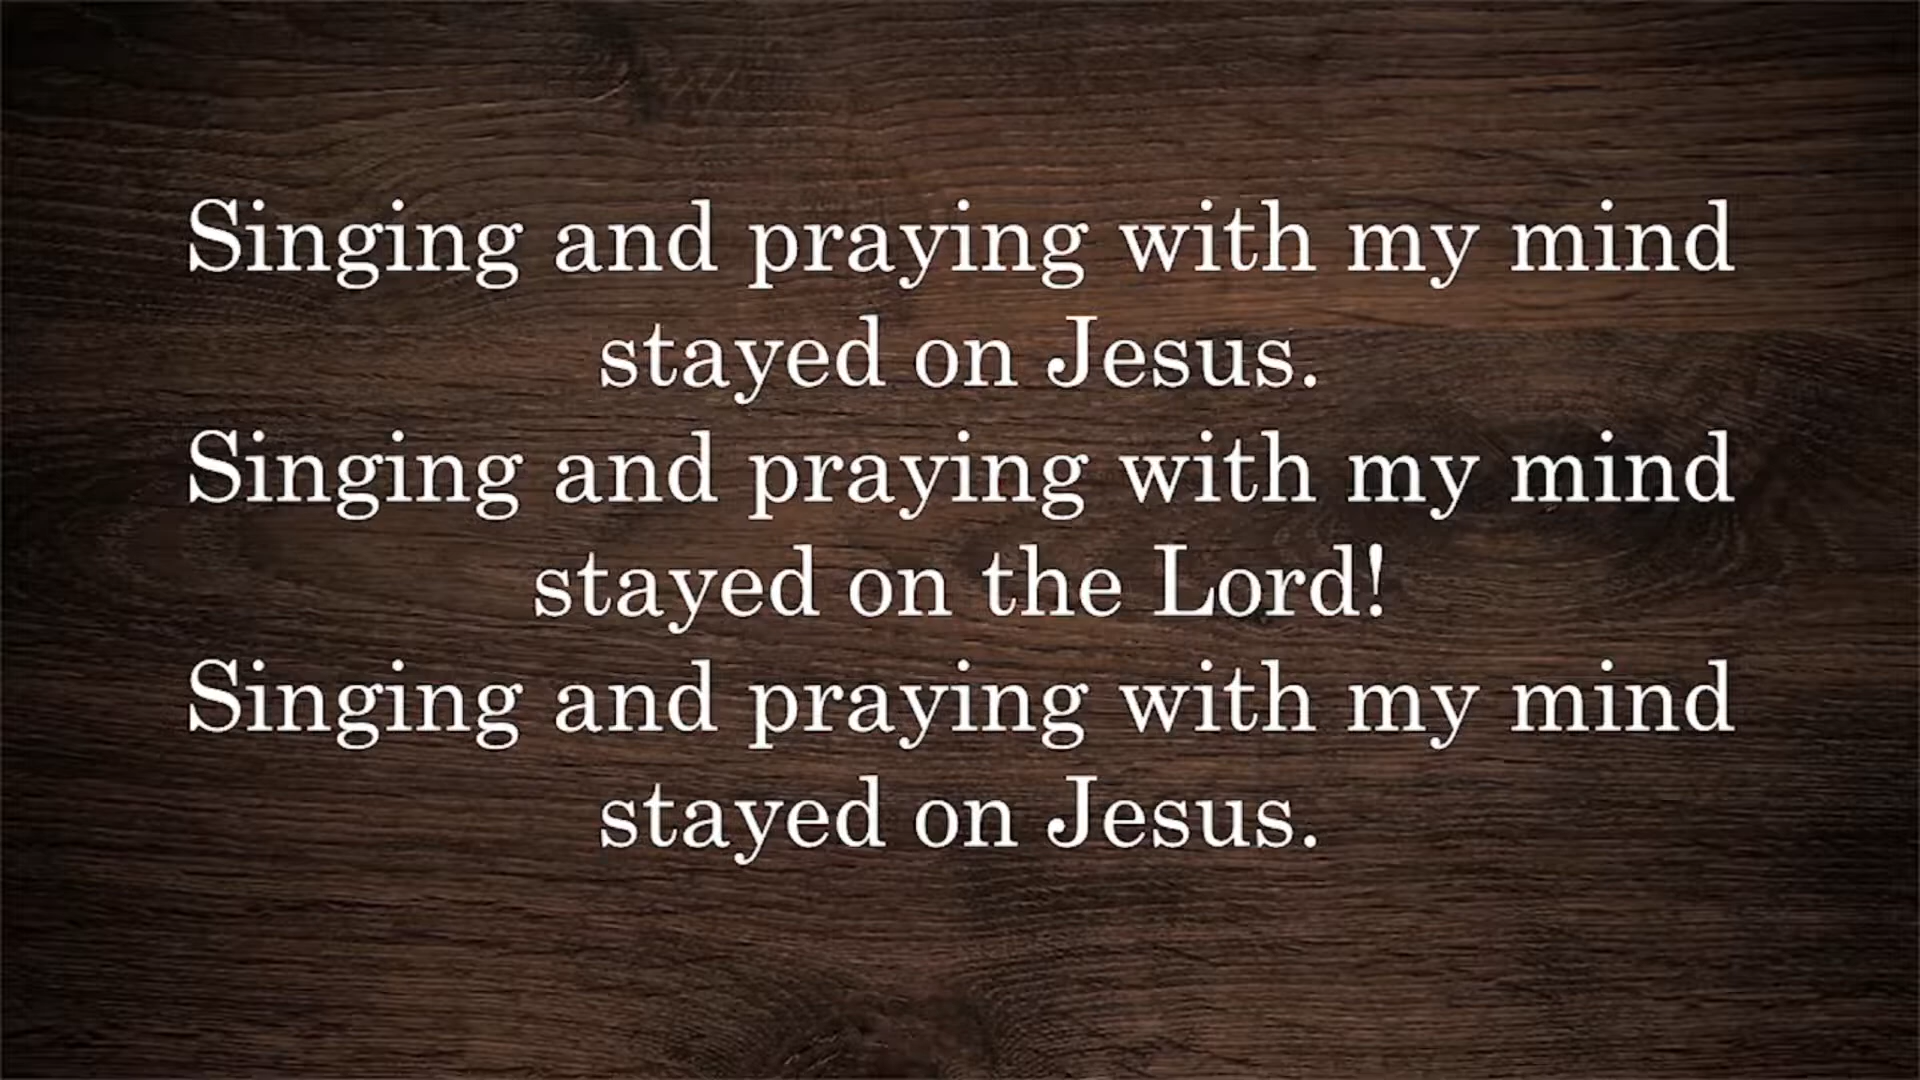 Singing and praying with my mind
stayed on Jesus.
Singing and praying with my mind
stayed on the Lord!
Singing and praying with my mind
stayed on Jesus.